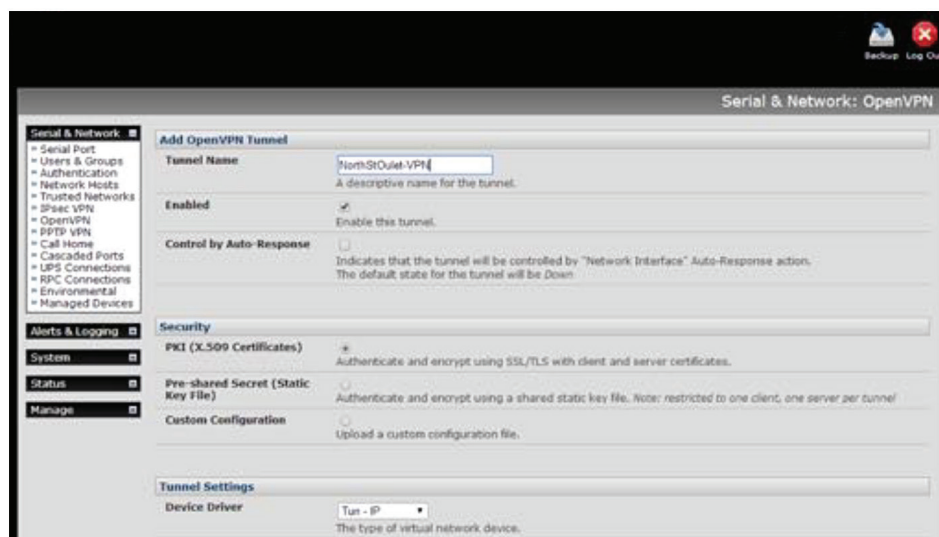 Backup Log Ou
Serial & Network: OpenVPN
Serial & Network
Serial Port
Users & Groups
Authentication
Network Hosts
Trusted Networks
IPsec VPN
OpenVPN
PPTP VPN
Call Home
Cascaded Ports
UPS Connections
RPC Connections
Environmental
Managed Devices
Alerts & Logging
System
Status
Manage
Add OpenVPN Tunnel
Tunnel Name
NorthStOulet-VPN
A descriptive name for the tunnel.
Enabled
Enable this tunnel.
Control by Auto-Response
Indicates that the tunnel will be controlled by "Network Interface" Auto-Response action.
The default state for the tunnel will be Down
Security
PKI (X.509 Certificates)
Authenticate and encrypt using SSL/TLS with client and server certificates.
Pre-shared Secret (Static
Key File)
Authenticate and encrypt using a shared static key file. Note: restricted to one client, one server per tunnel
Custom Configuration
Upload a custom configuration file.
Tunnel Settings
Device Driver
Tun - IP
The type of virtual network device.